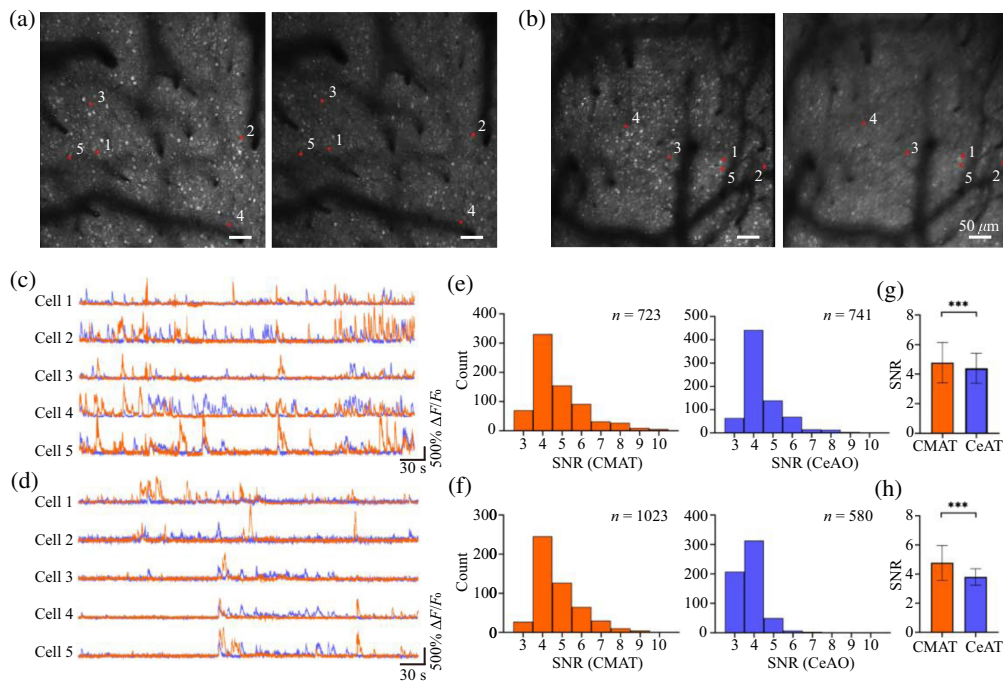 (a)
3
5
1
2
4
3
5
1
2
4
(b)
4
3
1
5
2
4
3
1
5
2
50 μm
(c)
Cell 1
Cell 2
Cell 3
Cell 4
Cell 5
500% ΔF/F₀
30 s
(d)
Cell 1
Cell 2
Cell 3
Cell 4
Cell 5
500% ΔF/F₀
30 s
(e)
n = 723
Count
400
300
200
100
0
3 4 5 6 7 8 9 10
SNR (CMAT)
n = 741
500
400
300
200
100
0
3 4 5 6 7 8 9 10
SNR (CeAO)
(g)
***
SNR
8
6
4
2
0
CMAT CeAT
(f)
n = 1023
Count
300
200
100
0
3 4 5 6 7 8 9 10
SNR (CMAT)
n = 580
400
300
200
100
0
3 4 5 6 7 8 9 10
SNR (CeAO)
(h)
***
SNR
8
6
4
2
0
CMAT CeAT